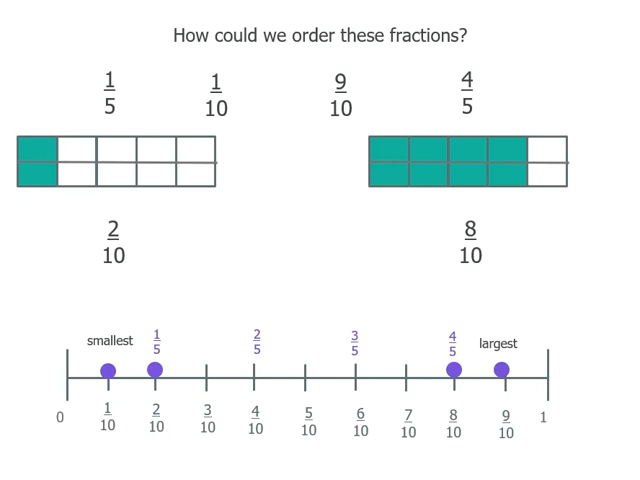 How could we order these fractions?
1/5 1/10 9/10 4/5
2/10 8/10
smallest 1/5 2/5 3/5 4/5 largest
0 1/10 2/10 3/10 4/10 5/10 6/10 7/10 8/10 9/10 1